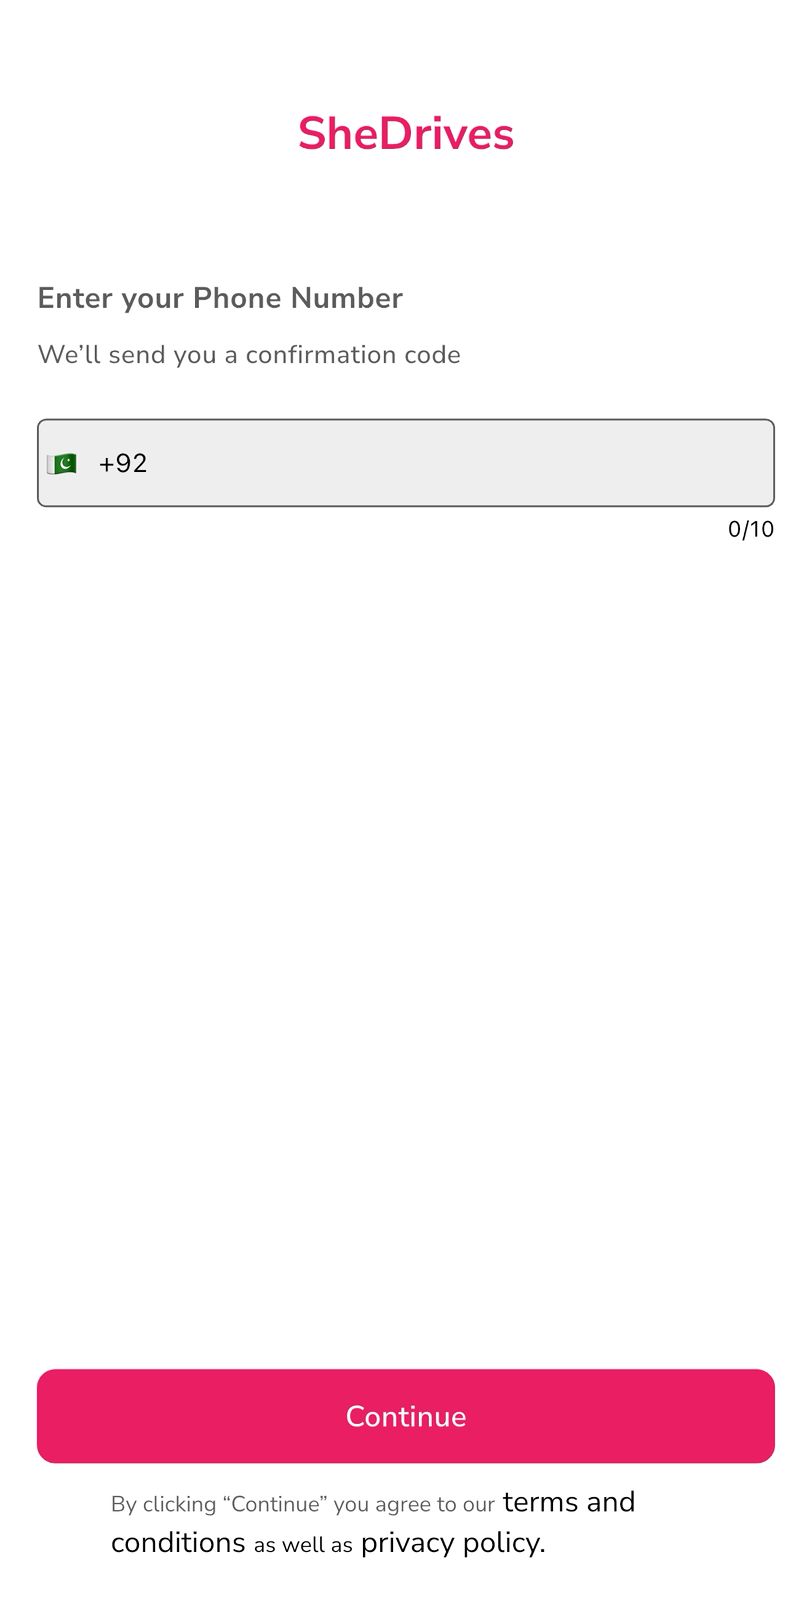 SheDrives
Enter your Phone Number
We’ll send you a confirmation code
+92
0/10
Continue
By clicking “Continue” you agree to our terms and
conditions as well as privacy policy.